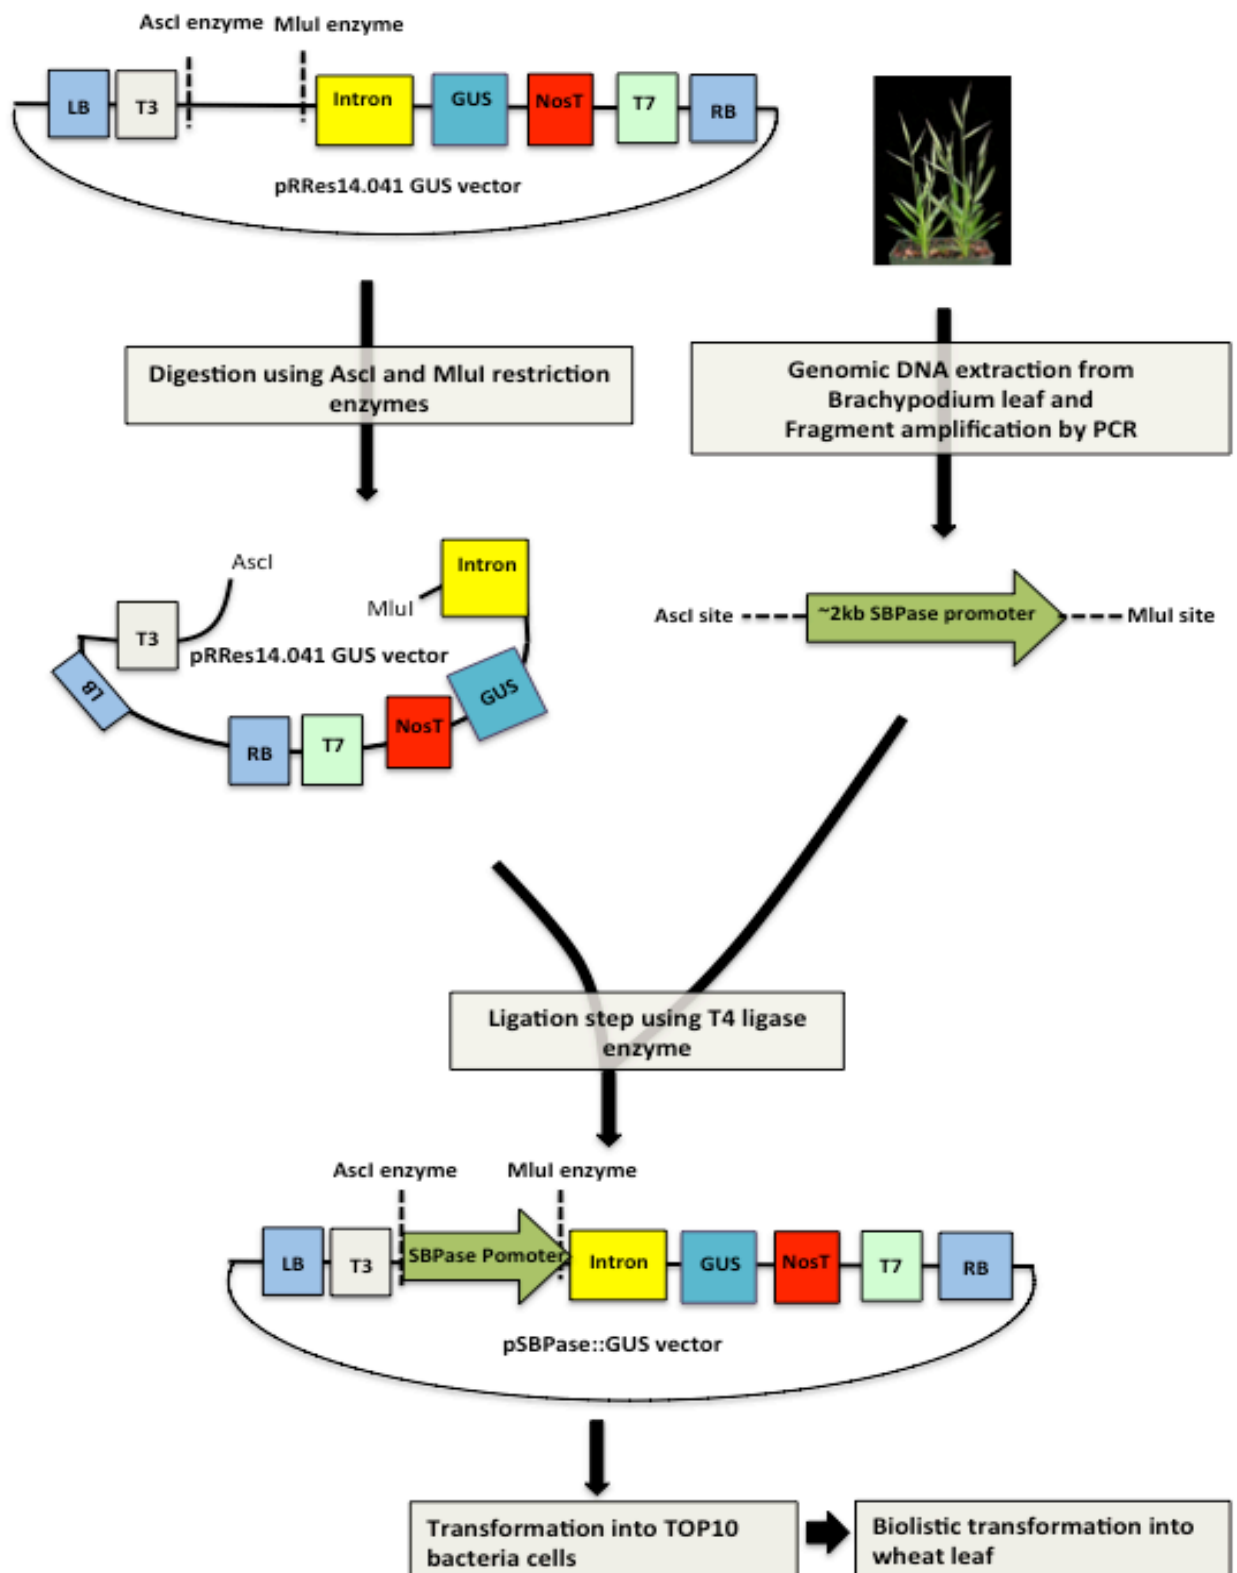 AscI enzyme MluI enzyme
LB T3 Intron GUS NosT T7 RB
pRRes14.041 GUS vector
Digestion using AscI and MluI restriction
enzymes
Genomic DNA extraction from
Brachypodium leaf and
Fragment amplification by PCR
AscI
Intron
MluI
T3
pRRes14.041 GUS vector
LB
GUS
NosT
T7
RB
AscI site
~2kb SBPase promoter
MluI site
Ligation step using T4 ligase
enzyme
AscI enzyme MluI enzyme
LB T3 SBPase Pomoter Intron GUS NosT T7 RB
pSBPase::GUS vector
Transformation into TOP10
bacteria cells
Biolistic transformation into
wheat leaf